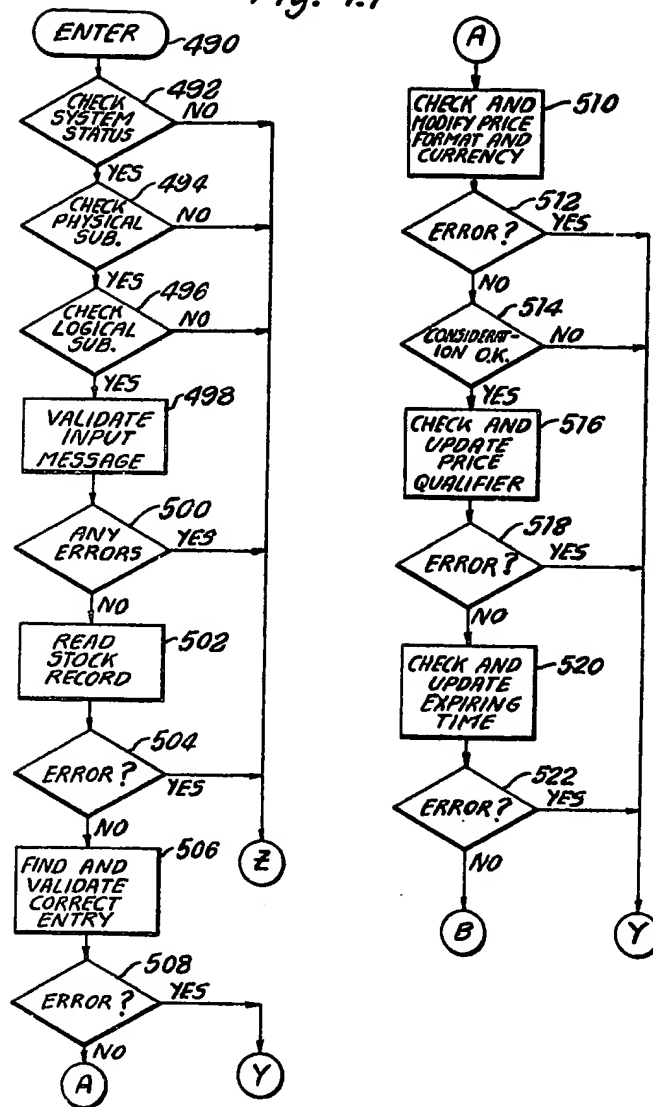 ENTER
490
492
CHECK
SYSTEM
STATUS
NO
YES
494
CHECK
PHYSICAL
SUB.
NO
YES
496
CHECK
LOGICAL
SUB.
NO
YES
498
VALIDATE
INPUT
MESSAGE
500
ANY
ERRORS
YES
NO
502
READ
STOCK
RECORD
504
ERROR?
YES
NO
506
Z
FIND AND
VALIDATE
CORRECT
ENTRY
508
ERROR?
YES
NO
A
Y
A
510
CHECK AND
MODIFY PRICE
FORMAT AND
CURRENCY
512
ERROR?
YES
NO
514
CONSIDERAT-
ION O.K.
NO
YES
516
CHECK AND
UPDATE
PRICE
QUALIFIER
518
ERROR?
YES
NO
520
CHECK AND
UPDATE
EXPIRING
TIME
522
ERROR?
YES
NO
B
Y